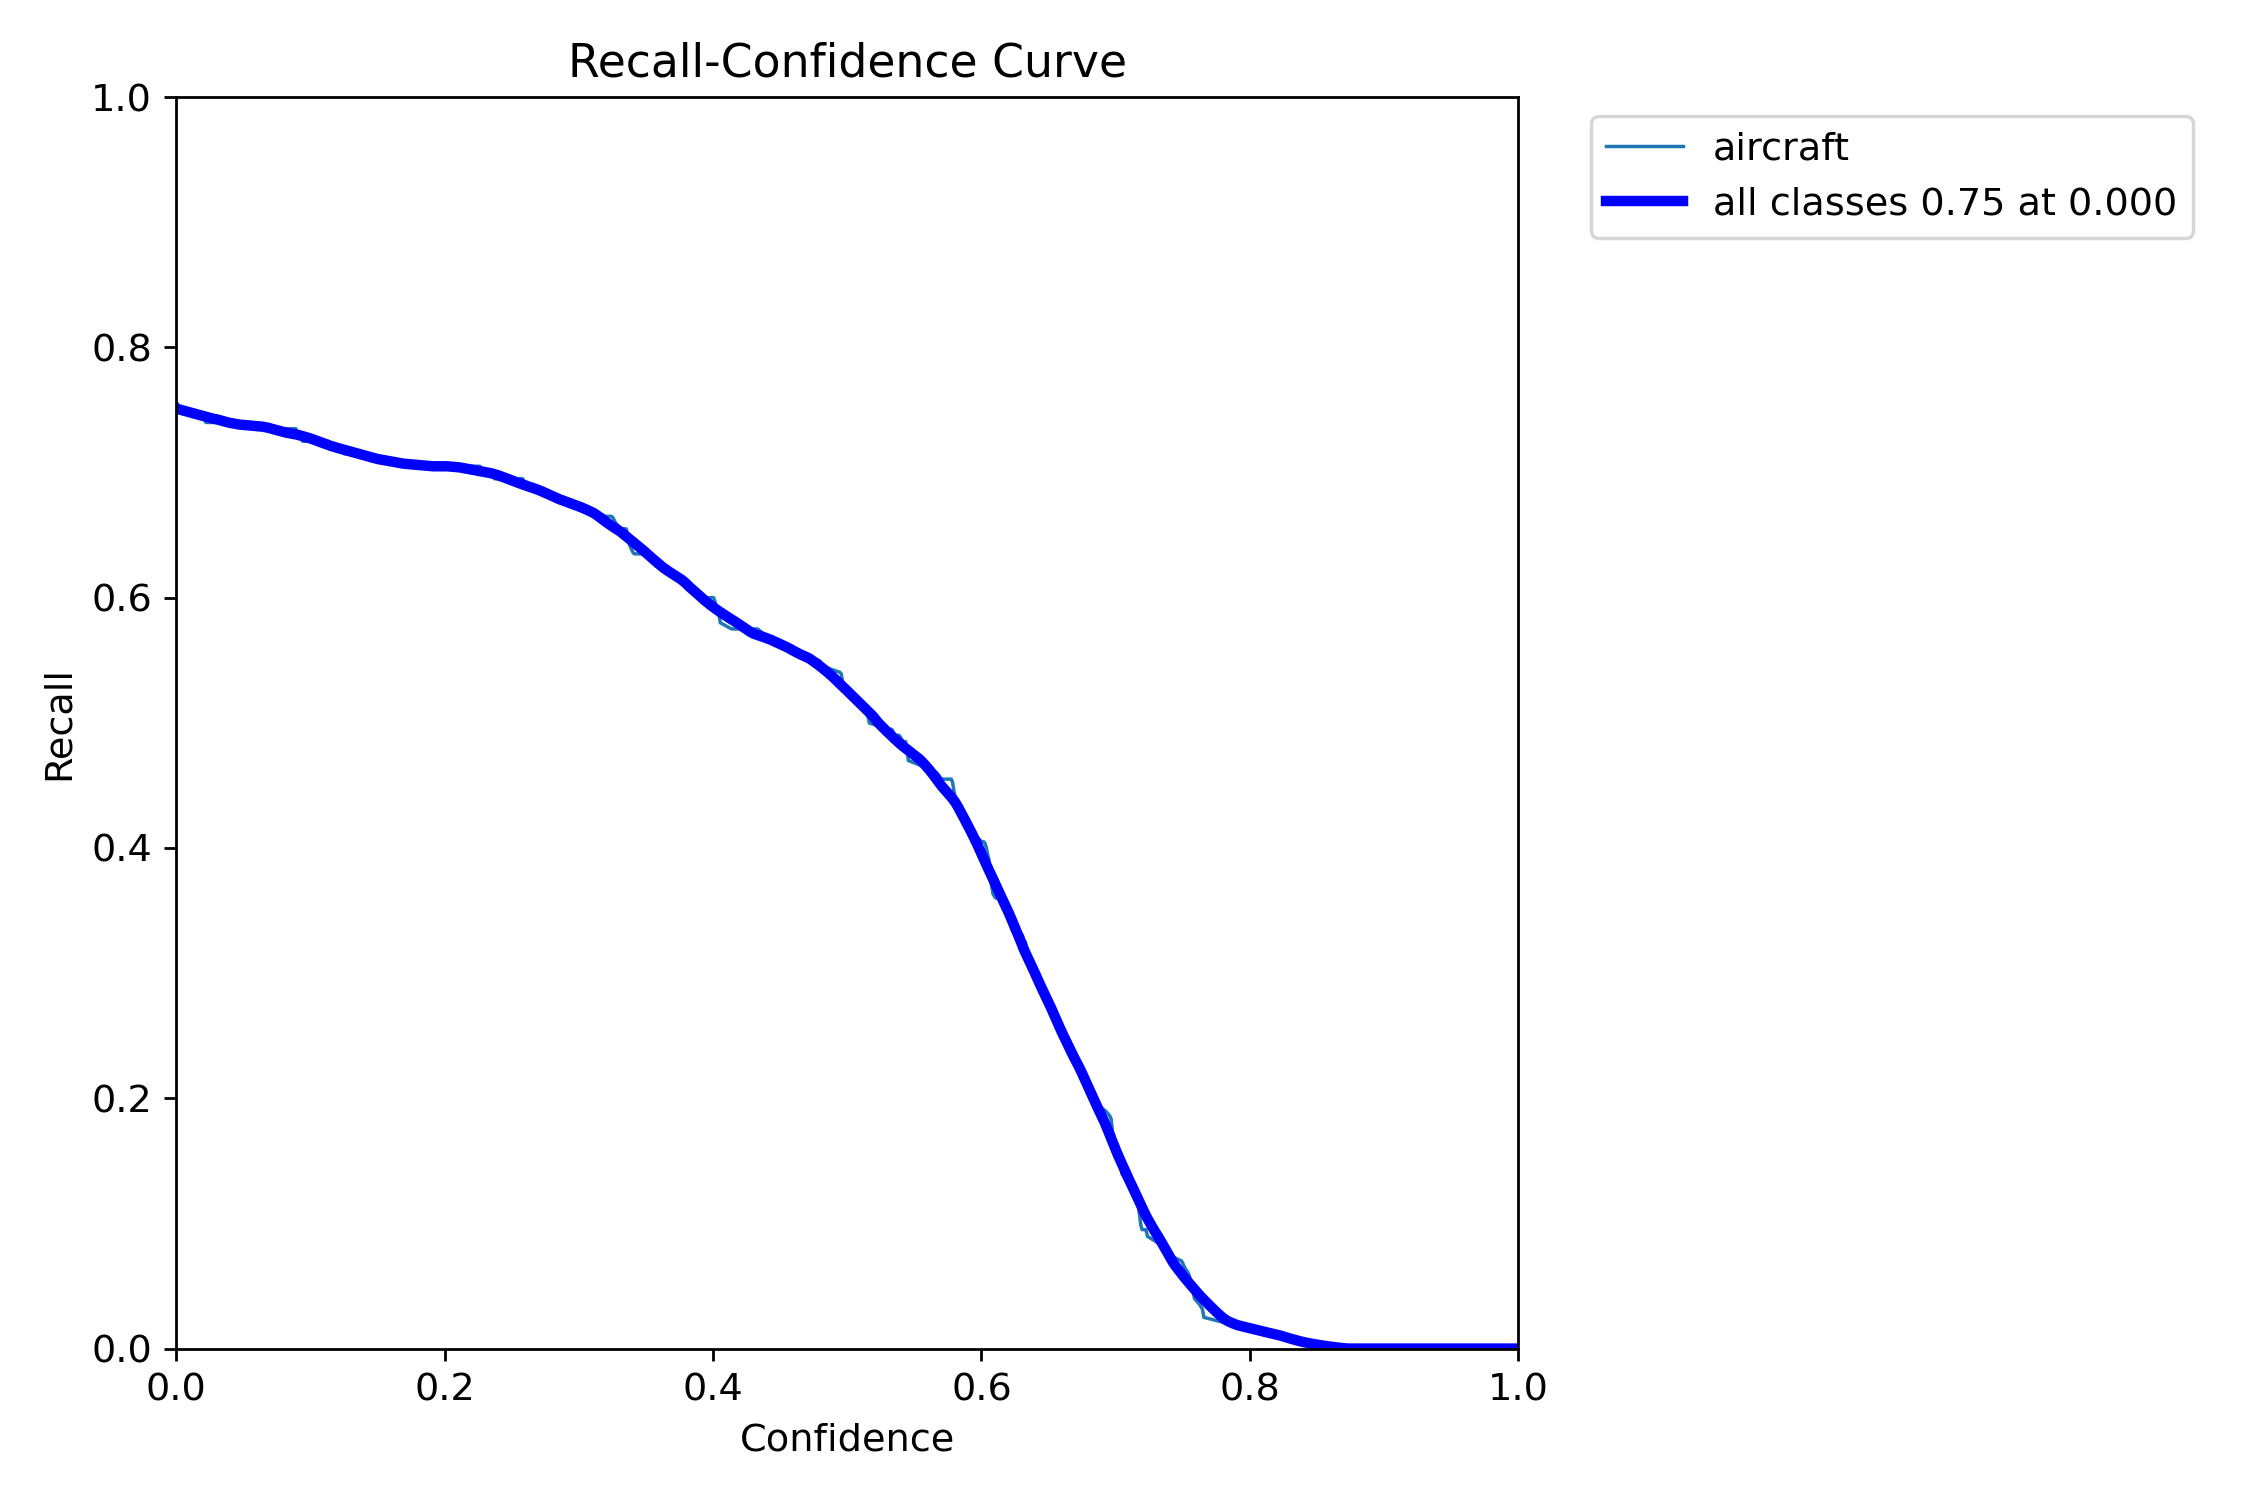 Recall-Confidence Curve
1.0
0.8
0.6
0.4
0.2
0.0
Recall
0.0 0.2 0.4 0.6 0.8 1.0
Confidence
aircraft
all classes 0.75 at 0.000